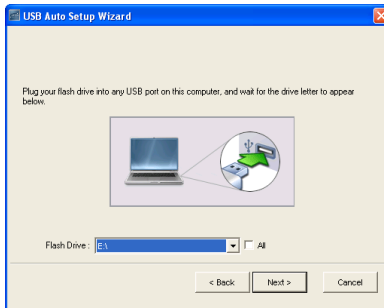 USB Auto Setup Wizard
Plug your flash drive into any USB port on this computer, and wait for the drive letter to appear
below.
Flash Drive : E:\ All
< Back Next > Cancel